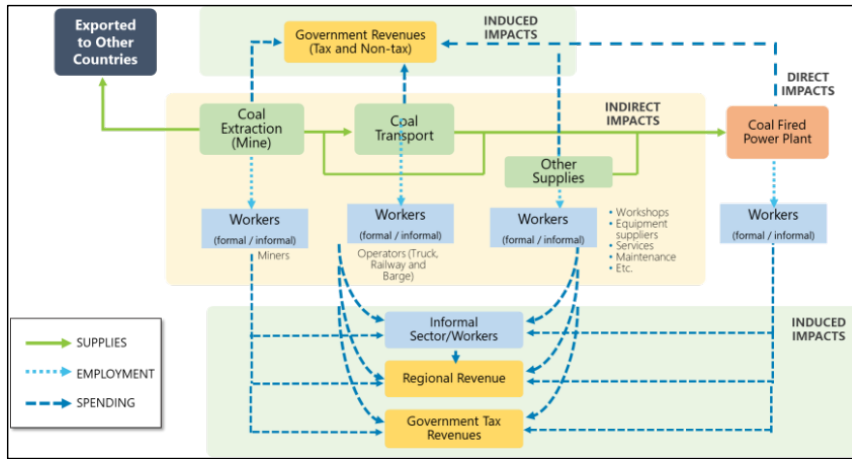 Exported
to Other
Countries
Government Revenues
(Tax and Non-tax)
INDUCED
IMPACTS
DIRECT
IMPACTS
Coal
Extraction
(Mine)
Coal
Transport
INDIRECT
IMPACTS
Coal Fired
Power Plant
Other
Supplies
Workers
(formal / informal)
Miners
Workers
(formal / informal)
Operators (Truck,
Railway and
Barge)
Workers
(formal / informal)
• Workshops
• Equipment
suppliers
• Services
• Maintenance
• Etc.
Workers
(formal / informal)
Informal
Sector/Workers
INDUCED
IMPACTS
Regional Revenue
Government Tax
Revenues
SUPPLIES
EMPLOYMENT
SPENDING